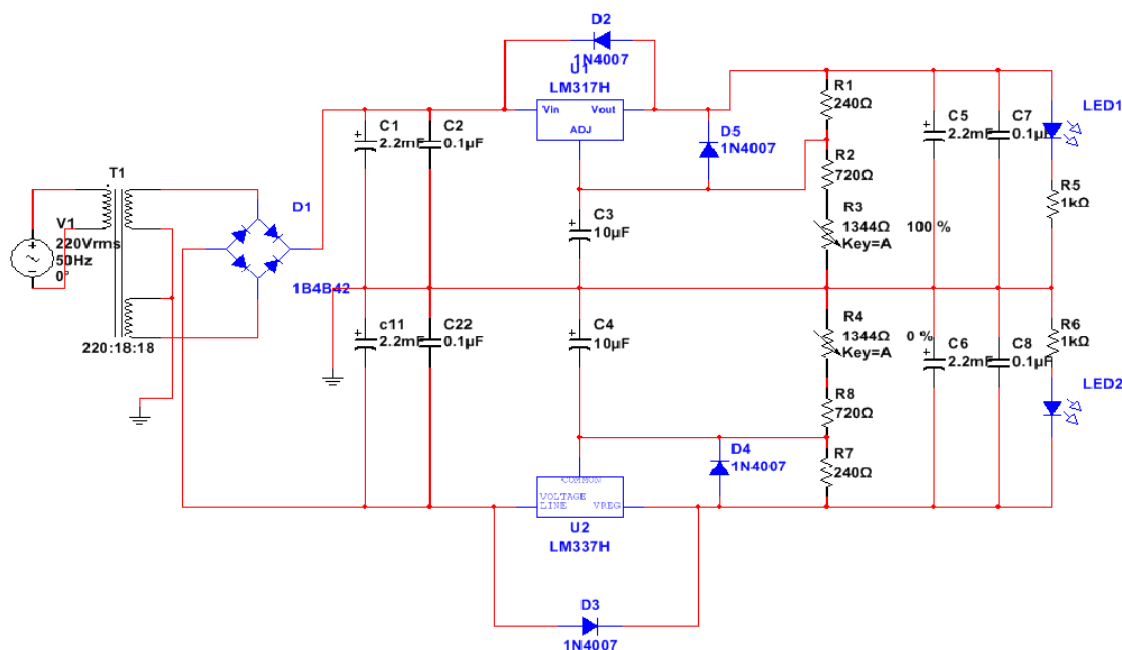 D2
1N4007
U1
LM317H
Vin
Vout
ADJ
R1
240Ω
LED1
C1
2.2mF
C2
0.1µF
D5
1N4007
C5
2.2mF
C7
0.1µF
R2
720Ω
T1
D1
R5
1kΩ
V1
220Vrms
50Hz
0°
C3
10µF
R3
1344Ω
Key=A
100 %
1B4B42
c11
2.2mF
C22
0.1µF
C4
10µF
R4
1344Ω
Key=A
0 %
R6
1kΩ
220:18:18
C6
2.2mF
C8
0.1µF
LED2
R8
720Ω
D4
1N4007
R7
240Ω
COMMON
VOLTAGE
LINE
VREG
U2
LM337H
D3
1N4007